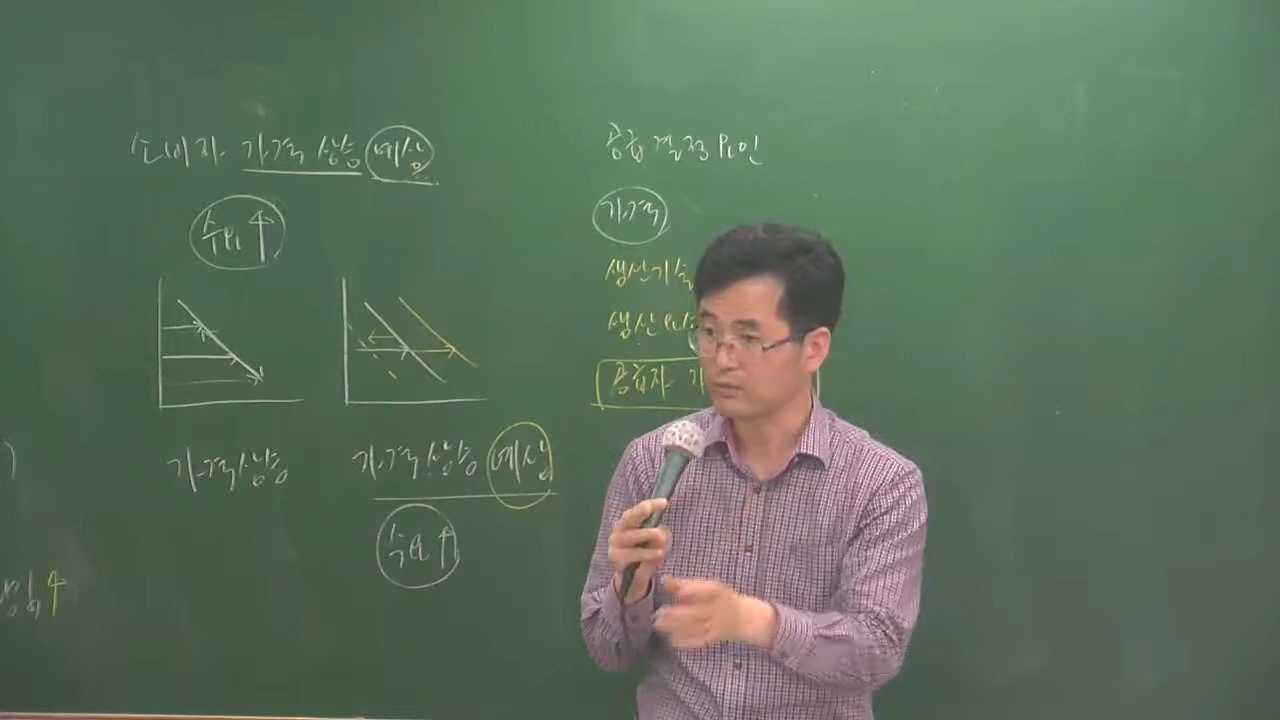 소비자 가격 상승 예상
수요 ↑
가격상승
가격상승 예상
수요 ↑
↑
공급 결정 요인
가격
생산기술
생산요소
공급자 가